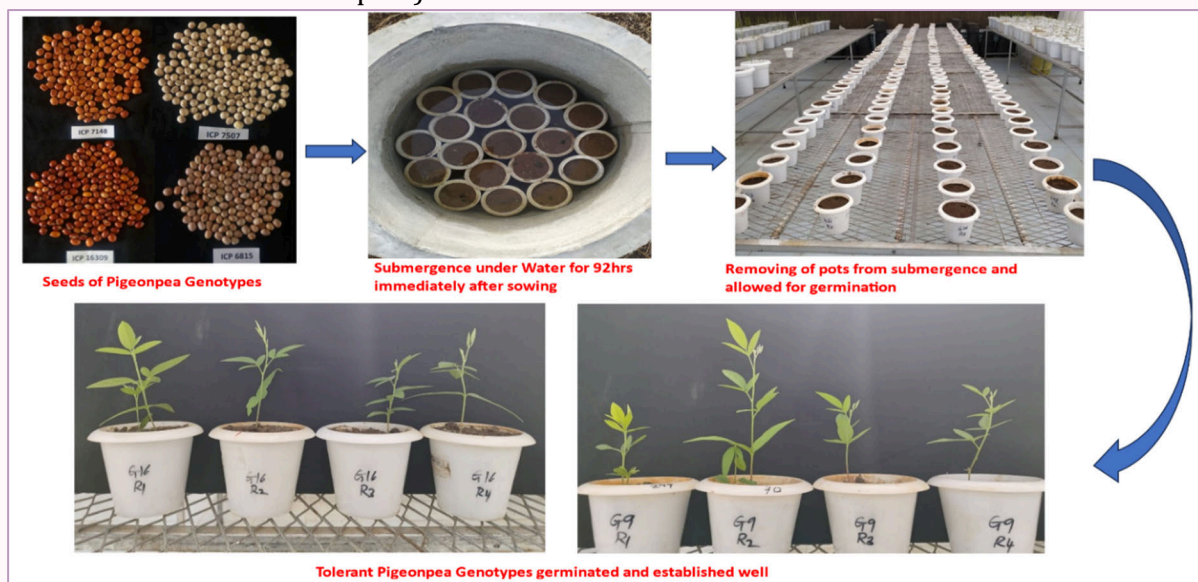 ICP 7148
ICP 7507
ICP 16309
ICP 6815
Seeds of Pigeonpea Genotypes
Submergence under Water for 92hrs
immediately after sowing
Removing of pots from submergence and
allowed for germination
G16
R1
G16
R2
G16
R3
G16
R4
G9
R1
70
G9
R2
G9
R3
G9
R4
Tolerant Pigeonpea Genotypes germinated and established well